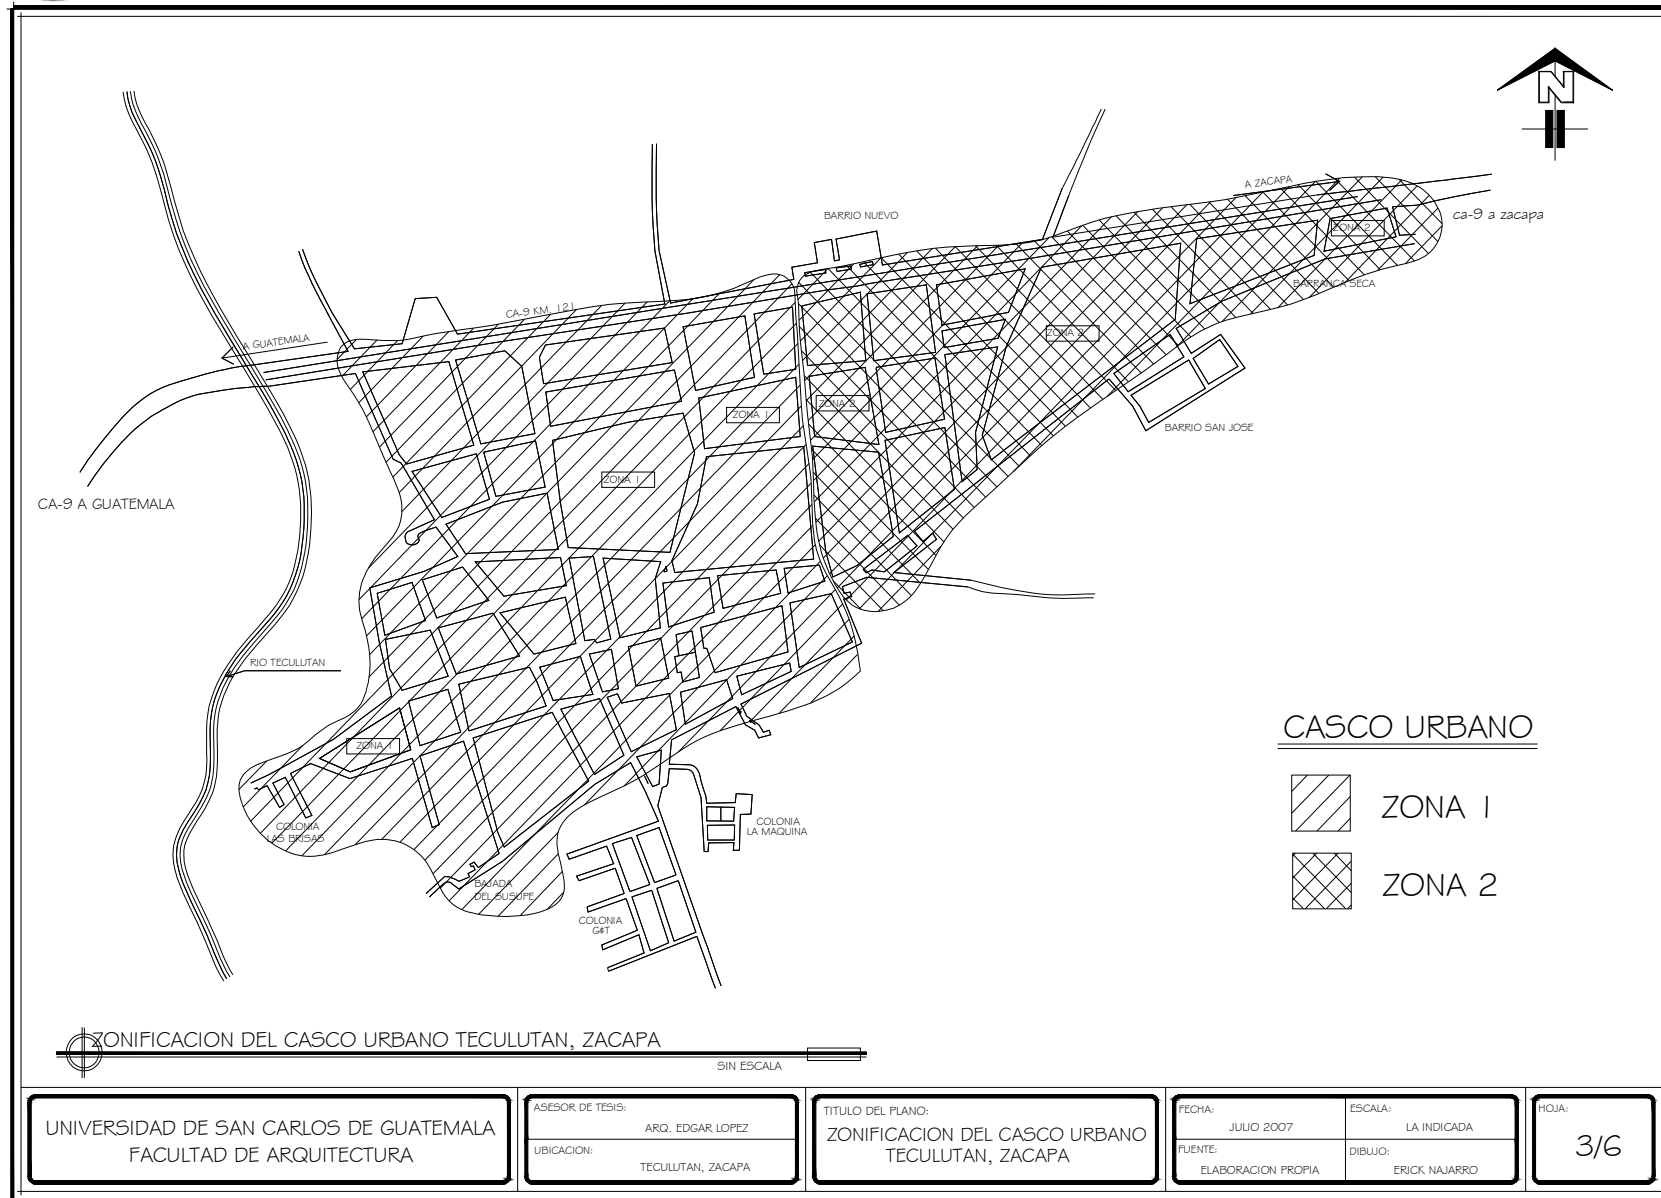 N
A ZACAPA
ca-9 a zacapa
BARRIO NUEVO
ZONA 2
BARRANCA SECA
CA-9 KM. 121
A GUATEMALA
ZONA 2
ZONA 1
ZONA 2
BARRIO SAN JOSE
ZONA 1
CA-9 A GUATEMALA
RIO TECULUTAN
ZONA 1
CASCO URBANO
ZONA 1
ZONA 2
COLONIA
LAS BRISAS
COLONIA
LA MAQUINA
BAJADA
DEL SUSUPE
COLONIA
G&T
ZONIFICACION DEL CASCO URBANO TECULUTAN, ZACAPA
SIN ESCALA
UNIVERSIDAD DE SAN CARLOS DE GUATEMALA
FACULTAD DE ARQUITECTURA
ASESOR DE TESIS:
ARQ. EDGAR LOPEZ
UBICACION:
TECULUTAN, ZACAPA
TITULO DEL PLANO:
ZONIFICACION DEL CASCO URBANO
TECULUTAN, ZACAPA
FECHA:
JULIO 2007
ESCALA:
LA INDICADA
FUENTE:
ELABORACION PROPIA
DIBUJO:
ERICK NAJARRO
HOJA:
3/6